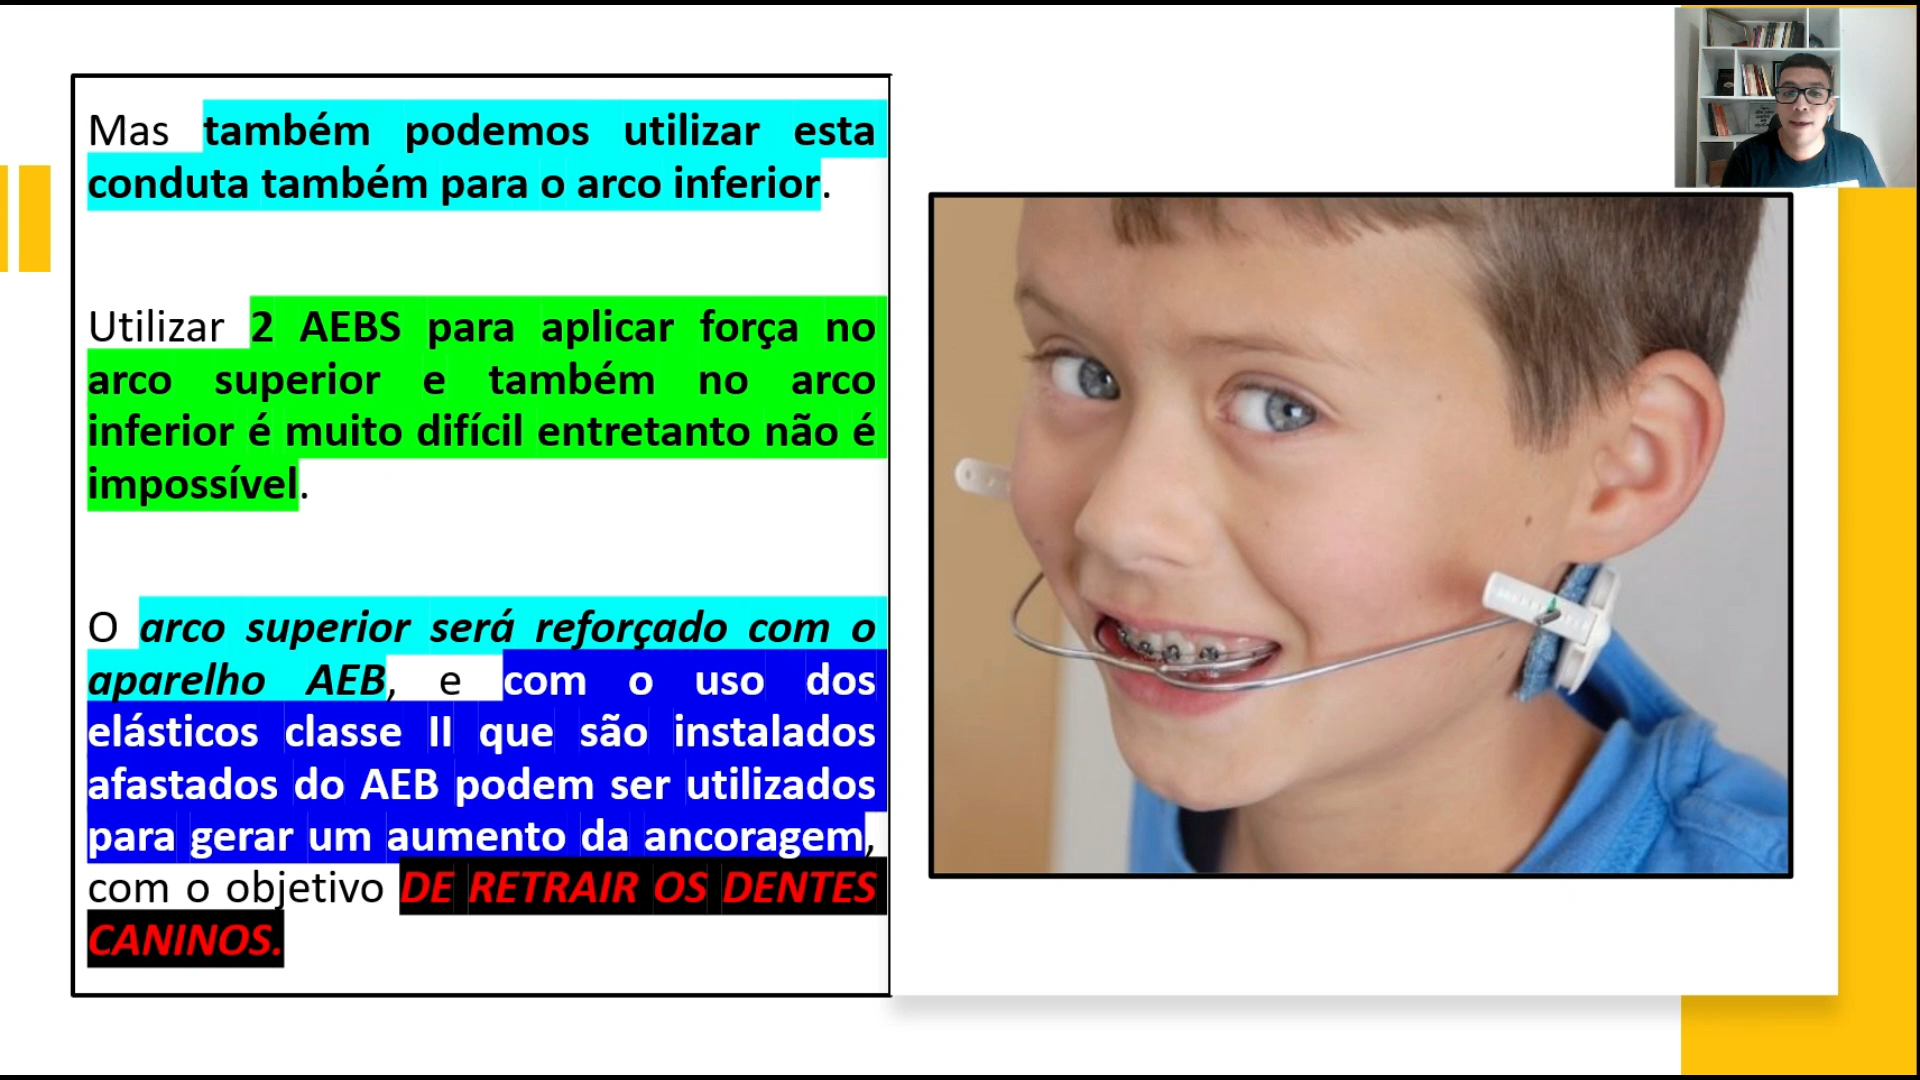 Mas também podemos utilizar esta
conduta também para o arco inferior.
Utilizar 2 AEBS para aplicar força no
arco superior e também no arco
inferior é muito difícil entretanto não é
impossível.
O arco superior será reforçado com o
aparelho AEB, e com o uso dos
elásticos classe II que são instalados
afastados do AEB podem ser utilizados
para gerar um aumento da ancoragem,
com o objetivo DE RETRAIR OS DENTES
CANINOS.